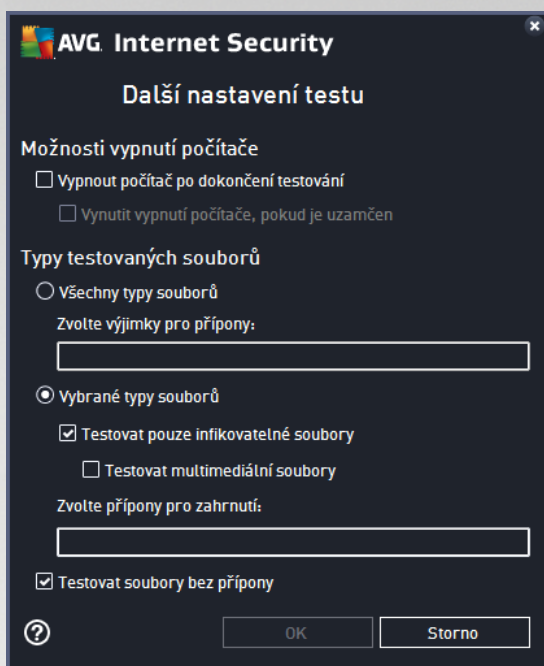 AVG. Internet Security
Další nastavení testu
Možnosti vypnutí počítače
Vypnout počítač po dokončení testování
Vynutit vypnutí počítače, pokud je uzamčen
Typy testovaných souborů
Všechny typy souborů
Zvolte výjimky pro přípony:
Vybrané typy souborů
Testovat pouze infikovatelné soubory
Testovat multimediální soubory
Zvolte přípony pro zahrnutí:
Testovat soubory bez přípony
? OK Storno